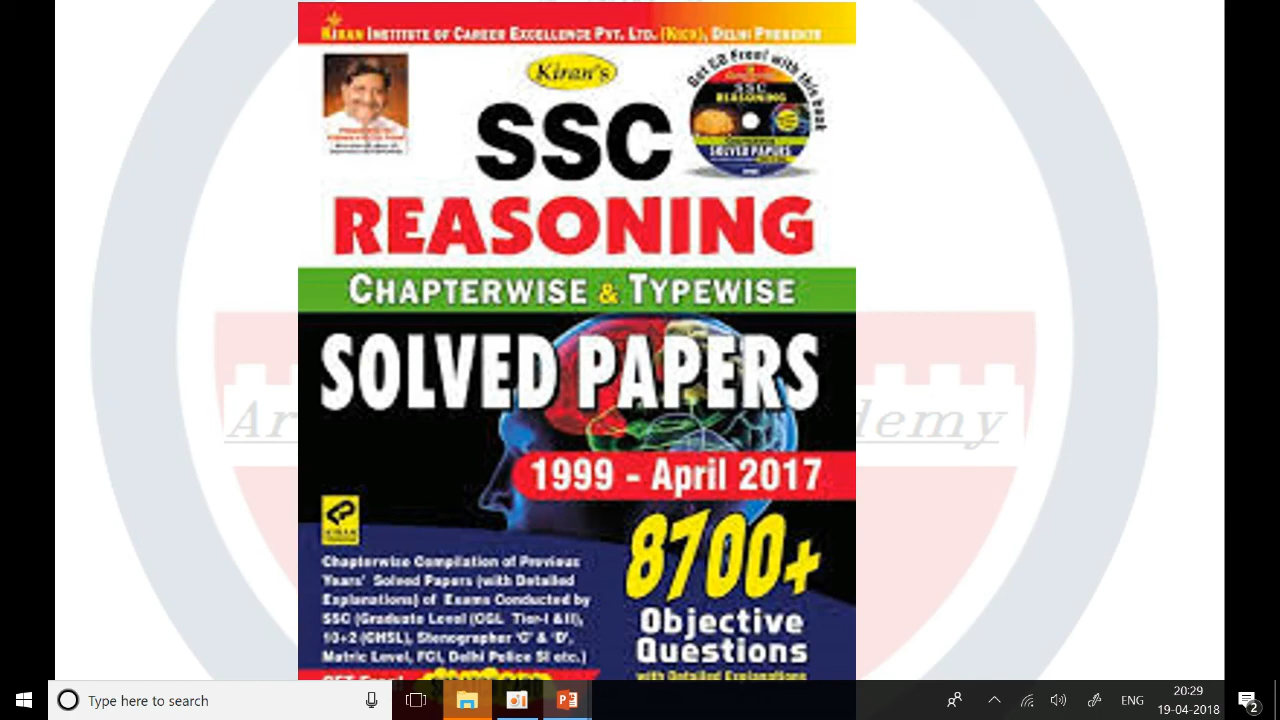 KIRAN INSTITUTE OF CAREER EXCELLENCE PVT. LTD. (KICX), DELHI PRESENTS
Kiran's
Get CD Free! with this book
SSC
REASONING
SOLVED PAPERS
SSC
REASONING
CHAPTERWISE & TYPEWISE
SOLVED PAPERS
Ar
demy
1999 - April 2017
8700+
Objective
Questions
with Detailed Explanations
KIRAN
Chapterwise Compilation of Previous
Years' Solved Papers (with Detailed
Explanations) of Exams Conducted by
SSC (Graduate Level (CGL Tier-I &II),
10+2 (CHSL), Stenographer 'C' & 'D',
Matric Level, FCI, Delhi Police SI etc.)
Type here to search
ENG
20:29
19-04-2018
2